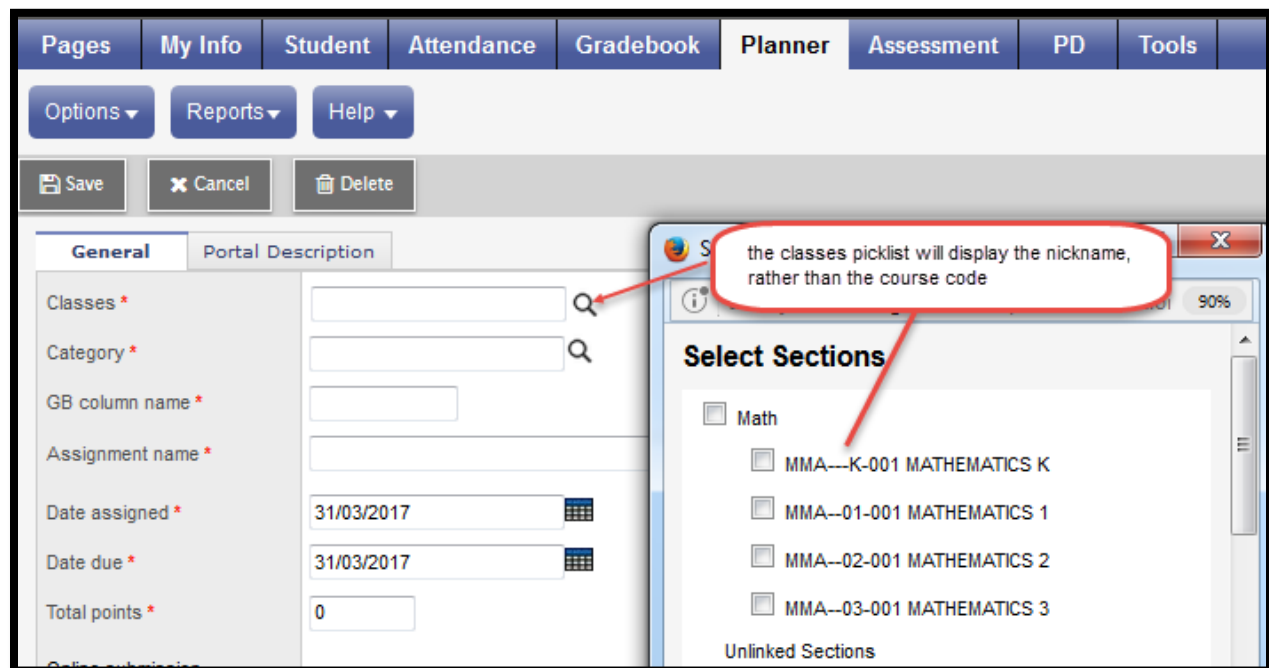 Pages My Info Student Attendance Gradebook Planner Assessment PD Tools
Options Reports Help
Save Cancel Delete
General Portal Description
Classes *
Category *
GB column name *
Assignment name *
Date assigned * 31/03/2017
Date due * 31/03/2017
Total points * 0
S
the classes picklist will display the nickname,
rather than the course code
90%
Select Sections
Math
MMA---K-001 MATHEMATICS K
MMA--01-001 MATHEMATICS 1
MMA--02-001 MATHEMATICS 2
MMA--03-001 MATHEMATICS 3
Unlinked Sections